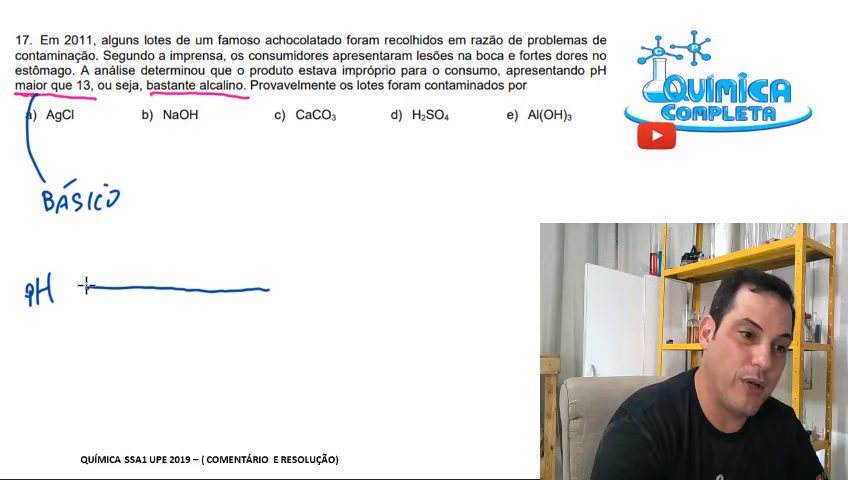 17. Em 2011, alguns lotes de um famoso achocolatado foram recolhidos em razão de problemas de
contaminação. Segundo a imprensa, os consumidores apresentaram lesões na boca e fortes dores no
estômago. A análise determinou que o produto estava impróprio para o consumo, apresentando pH
maior que 13, ou seja, bastante alcalino. Provavelmente os lotes foram contaminados por
a) AgCl b) NaOH c) CaCO₃ d) H₂SO₄ e) Al(OH)₃
C P
QUÍMICA
COMPLETA
BÁSICO
pH
QUÍMICA SSA1 UPE 2019 – ( COMENTÁRIO E RESOLUÇÃO)